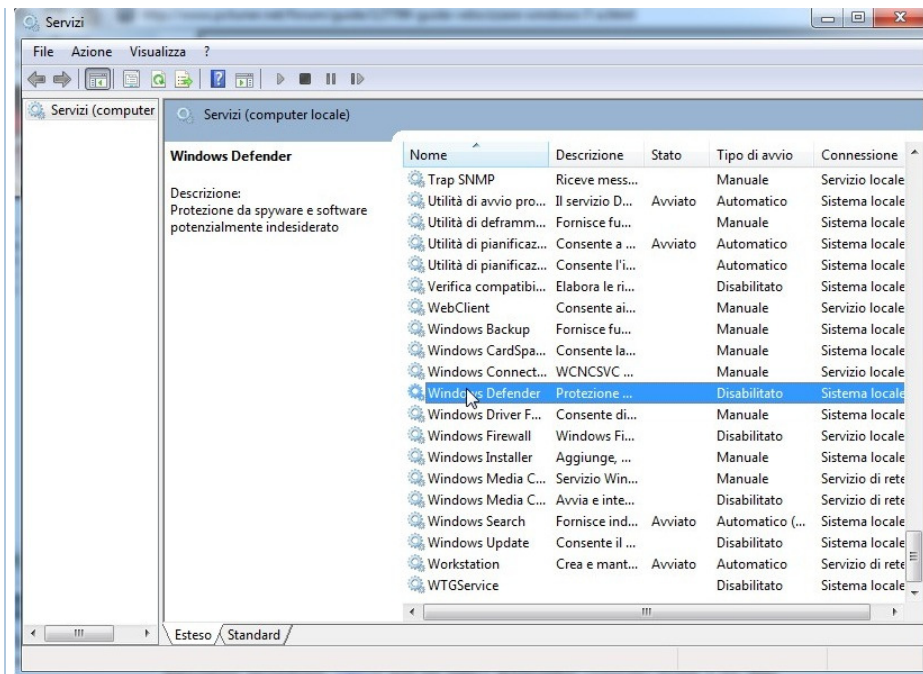 Servizi
File Azione Visualizza ?
Servizi (computer
Servizi (computer locale)
Windows Defender
Descrizione:
Protezione da spyware e software
potenzialmente indesiderato
Nome Descrizione Stato Tipo di avvio Connessione
Trap SNMP Riceve mess... Manuale Servizio locale
Utilità di avvio pro... Il servizio D... Avviato Automatico Sistema locale
Utilità di deframm... Fornisce fu... Manuale Sistema locale
Utilità di pianificaz... Consente a ... Avviato Automatico Sistema locale
Utilità di pianificaz... Consente l'i... Automatico Sistema locale
Verifica compatibi... Elabora le ri... Disabilitato Sistema locale
WebClient Consente ai... Manuale Servizio locale
Windows Backup Fornisce fu... Manuale Sistema locale
Windows CardSpa... Consente la... Manuale Sistema locale
Windows Connect... WCNCSVC ... Manuale Servizio locale
Windows Defender Protezione ... Disabilitato Sistema locale
Windows Driver F... Consente di... Manuale Sistema locale
Windows Firewall Windows Fi... Disabilitato Servizio locale
Windows Installer Aggiunge, ... Manuale Sistema locale
Windows Media C... Servizio Win... Manuale Servizio di rete
Windows Media C... Avvia e inte... Disabilitato Servizio di rete
Windows Search Fornisce ind... Avviato Automatico (... Sistema locale
Windows Update Consente il ... Disabilitato Sistema locale
Workstation Crea e mant... Avviato Automatico Servizio di rete
WTGService Disabilitato Sistema locale
Esteso Standard